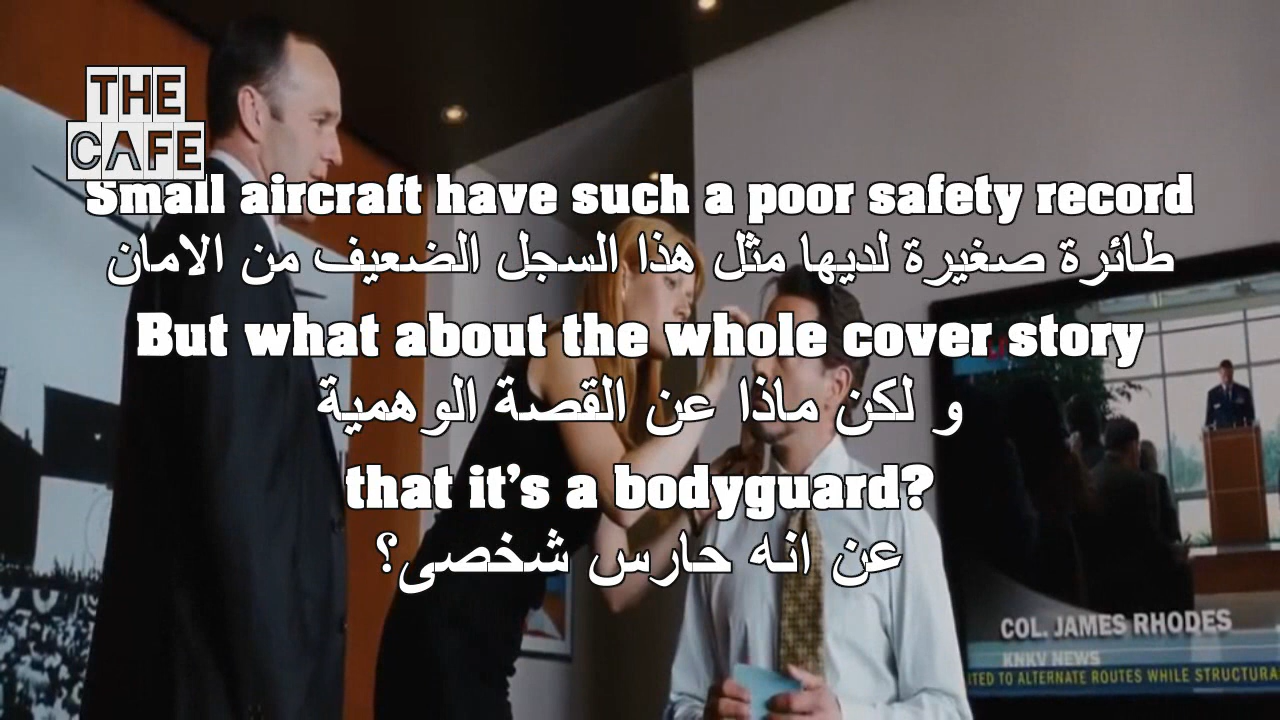 THE
CAFE
Small aircraft have such a poor safety record
طائرة صغيرة لديها مثل هذا السجل الضعيف من الامان
But what about the whole cover story
و لكن ماذا عن القصة الوهمية
that it's a bodyguard?
عن انه حارس شخصى؟
COL. JAMES RHODES
KNKV NEWS
TED TO ALTERNATE ROUTES WHILE STRUCTURA